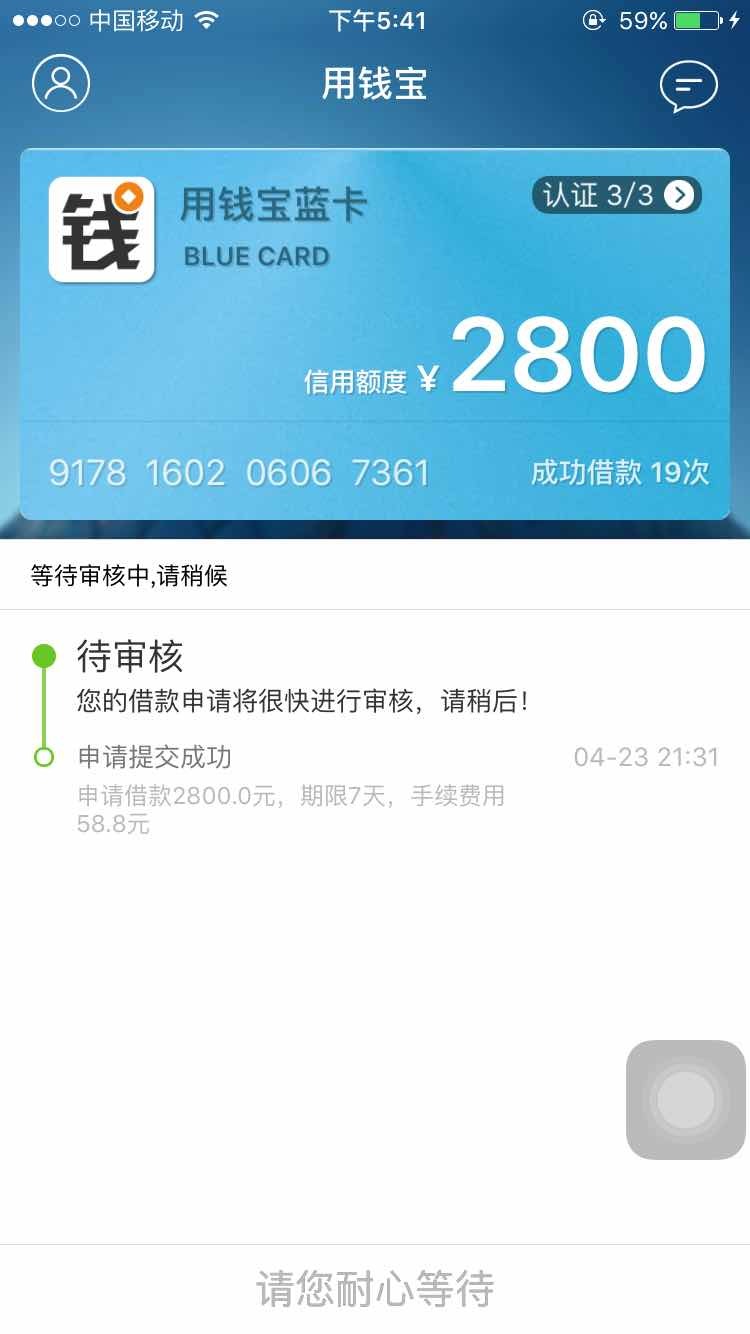 中国移动 下午5:41 59%
用钱宝
钱 用钱宝蓝卡 认证 3/3
BLUE CARD
信用额度 ¥ 2800
9178 1602 0606 7361 成功借款 19次
等待审核中,请稍候
待审核
您的借款申请将很快进行审核，请稍后！
申请提交成功 04-23 21:31
申请借款2800.0元，期限7天，手续费用
58.8元
请您耐心等待